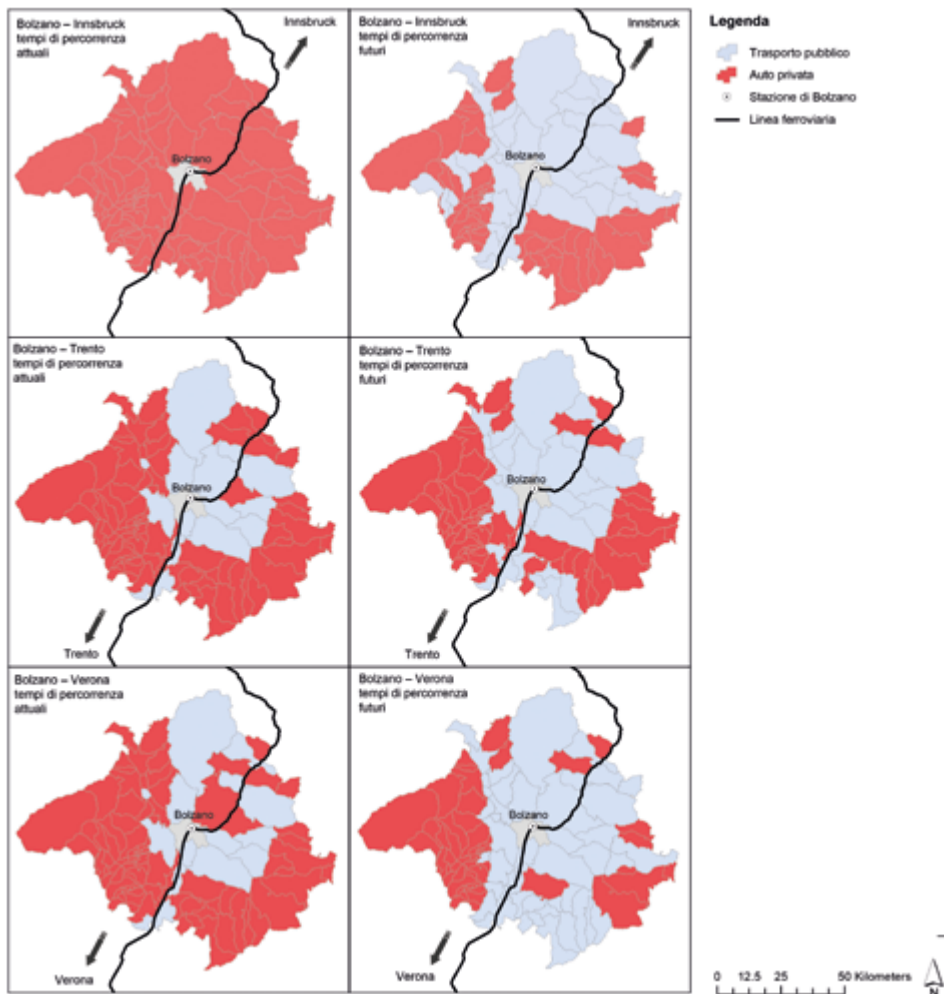 Bolzano – Innsbruck
tempi di percorrenza
attuali
Innsbruck
Bolzano
Bolzano – Innsbruck
tempi di percorrenza
futuri
Innsbruck
Bolzano
Legenda
Trasporto pubblico
Auto privata
Stazione di Bolzano
Linea ferroviaria
Bolzano – Trento
tempi di percorrenza
attuali
Bolzano
Trento
Bolzano – Trento
tempi di percorrenza
futuri
Bolzano
Trento
Bolzano – Verona
tempi di percorrenza
attuali
Bolzano
Verona
Bolzano – Verona
tempi di percorrenza
futuri
Bolzano
Verona
0 12.5 25 50 Kilometers
N